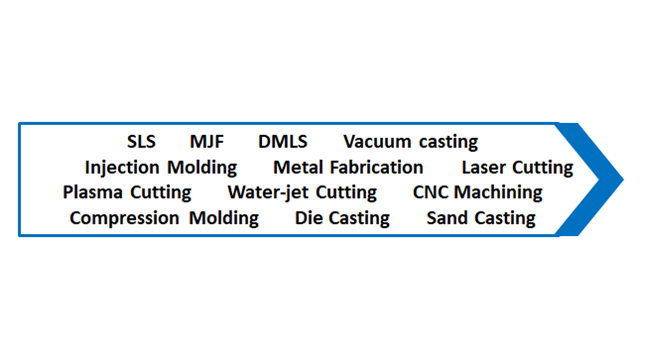 SLS MJF DMLS Vacuum casting
Injection Molding Metal Fabrication Laser Cutting
Plasma Cutting Water-jet Cutting CNC Machining
Compression Molding Die Casting Sand Casting